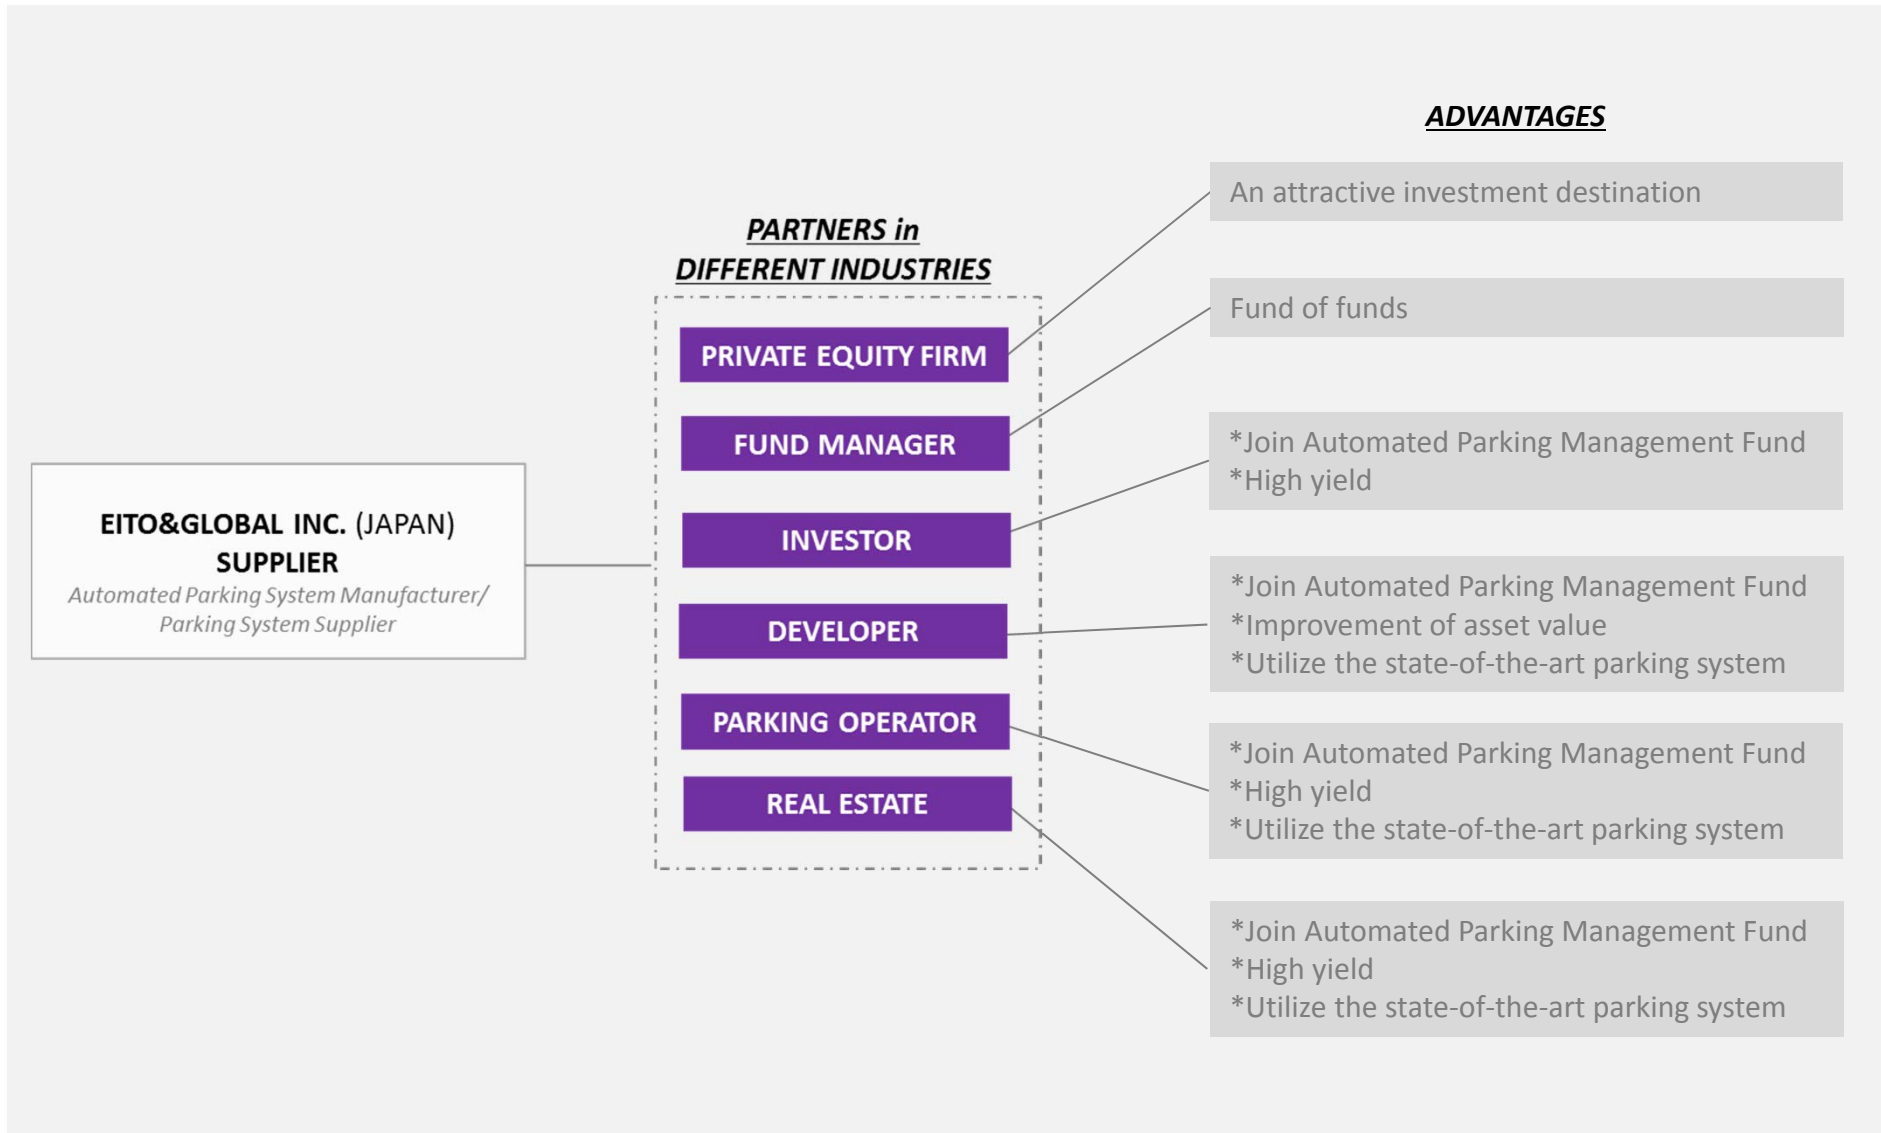 EITO&GLOBAL INC. (JAPAN)
SUPPLIER
Automated Parking System Manufacturer/
Parking System Supplier
PARTNERS in
DIFFERENT INDUSTRIES
PRIVATE EQUITY FIRM
FUND MANAGER
INVESTOR
DEVELOPER
PARKING OPERATOR
REAL ESTATE
ADVANTAGES
An attractive investment destination
Fund of funds
*Join Automated Parking Management Fund
*High yield
*Join Automated Parking Management Fund
*Improvement of asset value
*Utilize the state-of-the-art parking system
*Join Automated Parking Management Fund
*High yield
*Utilize the state-of-the-art parking system
*Join Automated Parking Management Fund
*High yield
*Utilize the state-of-the-art parking system